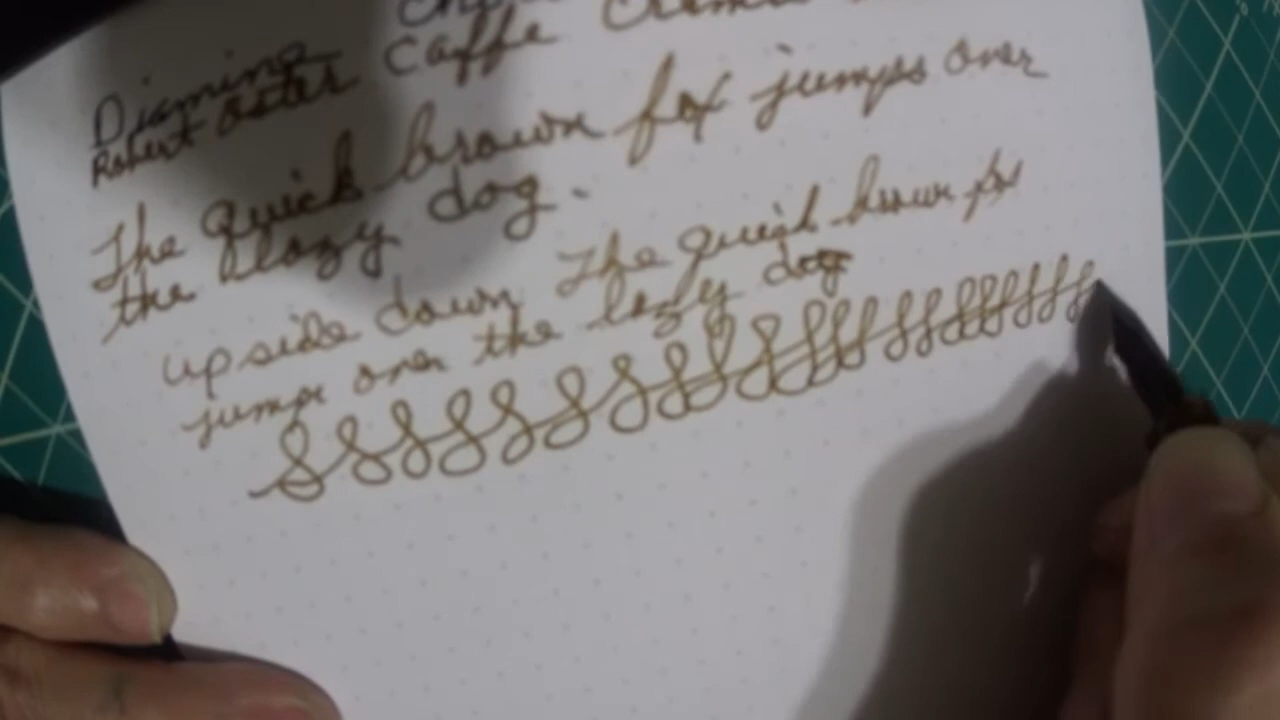 Diamine
Robert Oster Caffe Crema
The quick brown fox jumps over
the lazy dog.
upside down The quick brown fox
jumps over the lazy dog